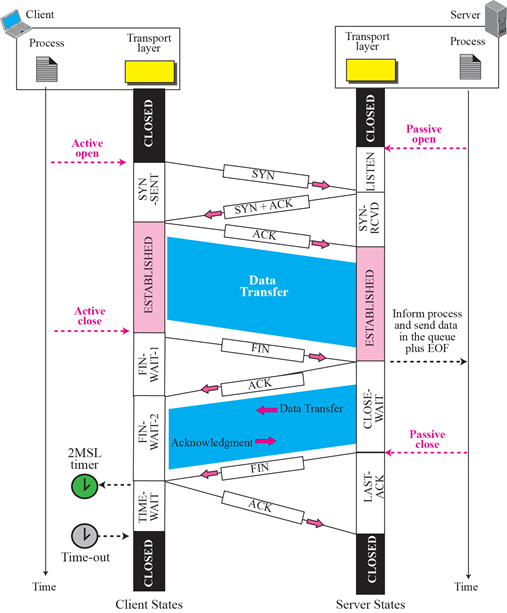 Client
Server
Process
Transport
layer
Transport
layer
Process
CLOSED
CLOSED
Active
open
Passive
open
LISTEN
SYN
SYN
-SENT
SYN + ACK
SYN-
RCVD
ACK
ESTABLISHED
Data
Transfer
ESTABLISHED
Inform process
and send data
in the queue
plus EOF
Active
close
FIN
FIN-
WAIT-1
ACK
CLOSE-
WAIT
Data Transfer
FIN-
WAIT-2
Acknowledgment
Passive
close
2MSL
timer
FIN
LAST-
ACK
TIME-
WAIT
ACK
Time-out
CLOSED
CLOSED
Time
Time
Client States
Server States